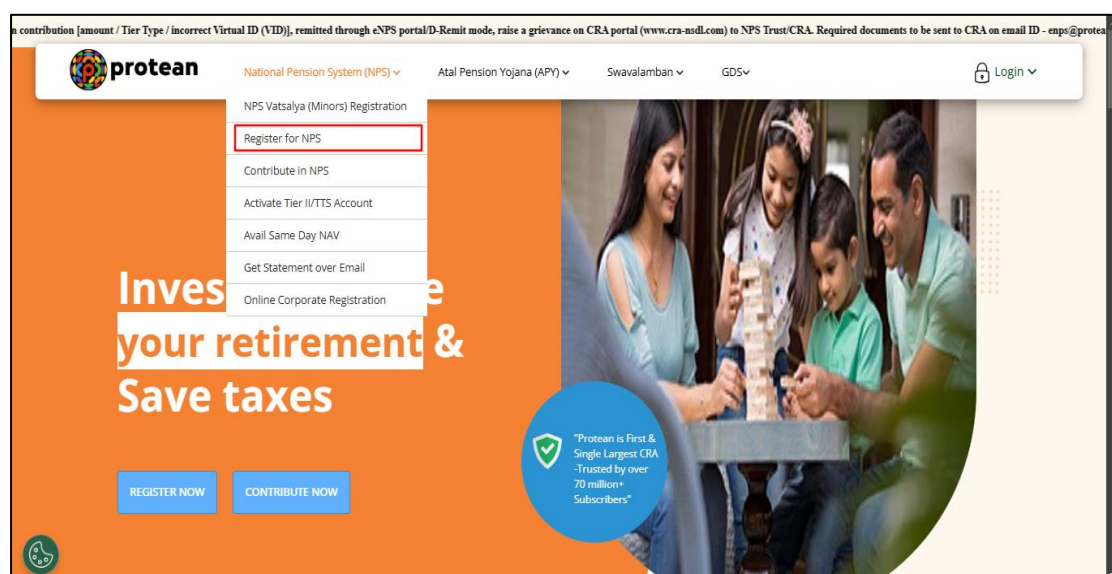 n contribution [amount / Tier Type / incorrect Virtual ID (VID)], remitted through eNPS portal/D-Remit mode, raise a grievance on CRA portal (www.cra-nsdl.com) to NPS Trust/CRA. Required documents to be sent to CRA on email ID - enps@protea
protean
National Pension System (NPS)
Atal Pension Yojana (APY)
Swavalamban
GDS
Login
NPS Vatsalya (Minors) Registration
Register for NPS
Contribute in NPS
Activate Tier II/TTS Account
Avail Same Day NAV
Get Statement over Email
Online Corporate Registration
Inves e
your retirement &
Save taxes
REGISTER NOW
CONTRIBUTE NOW
"Protean is First &
Single Largest CRA
-Trusted by over
70 million+
Subscribers"